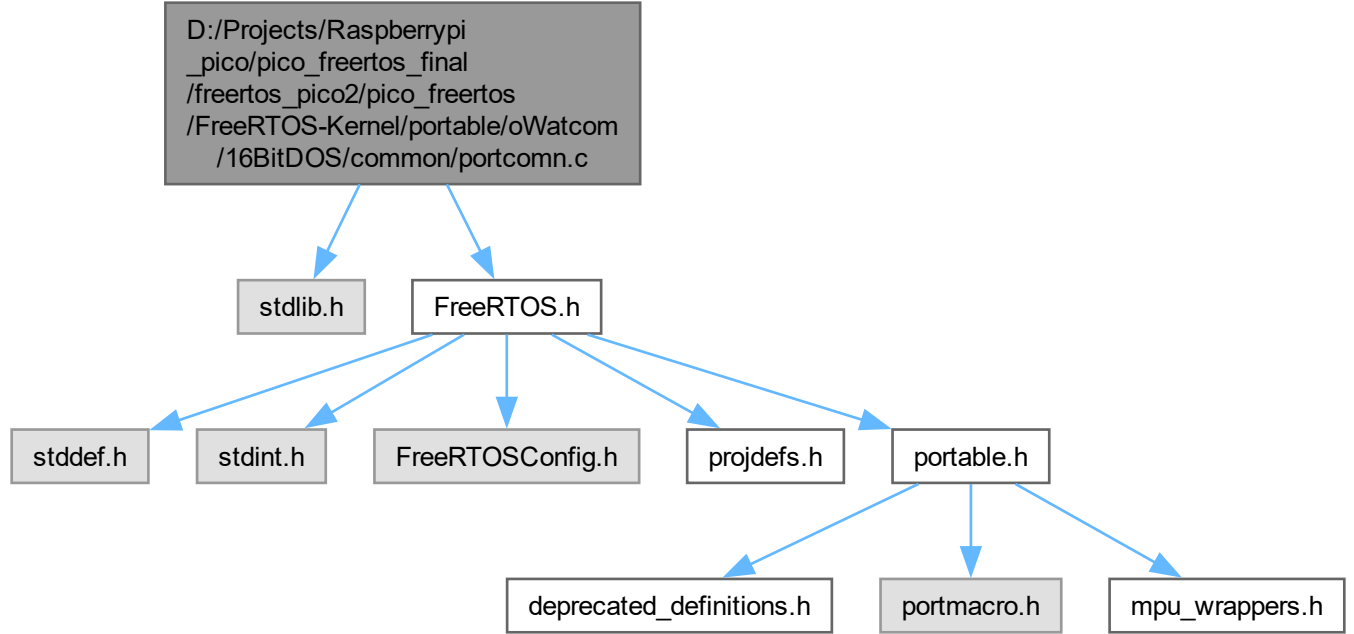 D:/Projects/Raspberrypi
_pico/pico_freertos_final
/freertos_pico2/pico_freertos
/FreeRTOS-Kernel/portable/oWatcom
/16BitDOS/common/portcomn.c
stdlib.h
FreeRTOS.h
stddef.h
stdint.h
FreeRTOSConfig.h
projdefs.h
portable.h
deprecated_definitions.h
portmacro.h
mpu_wrappers.h